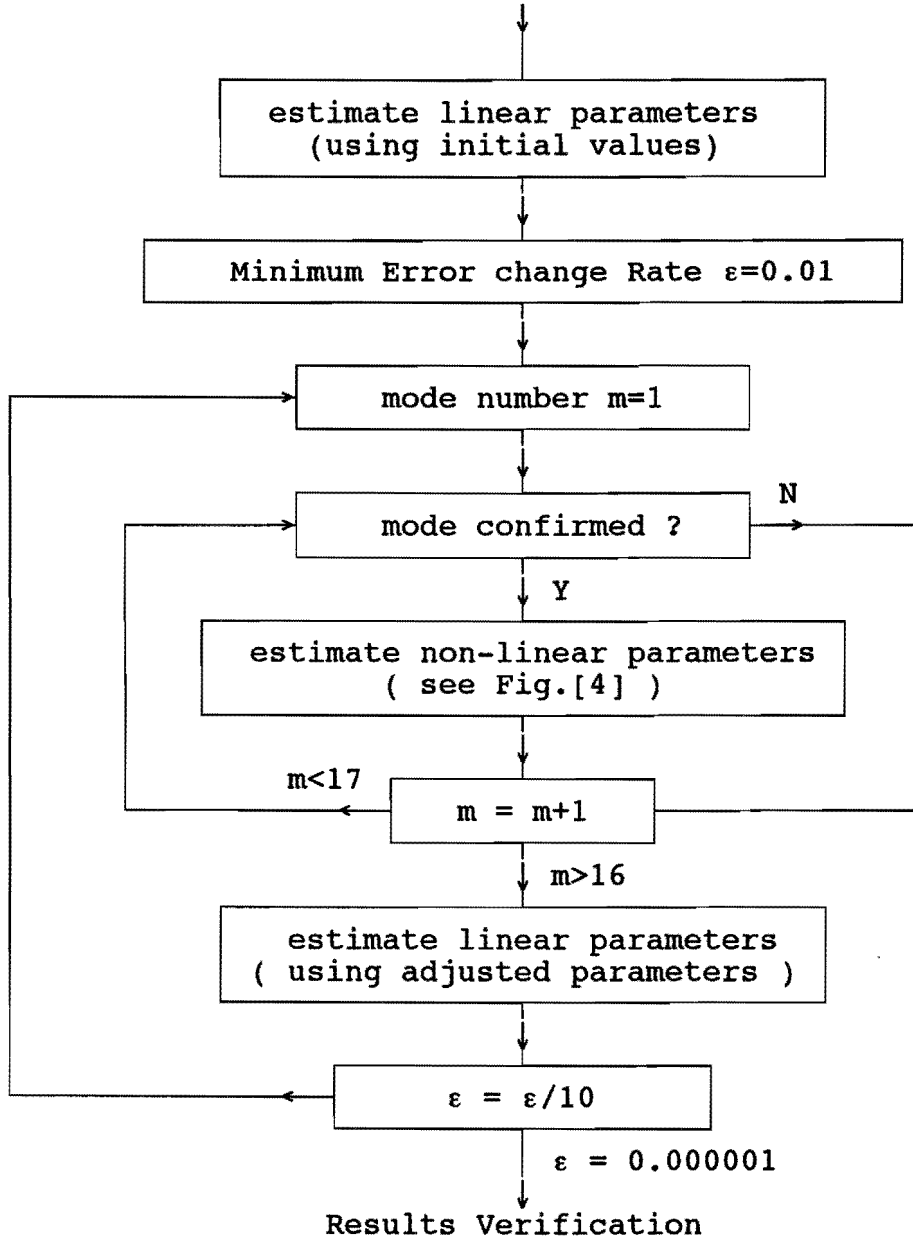 estimate linear parameters
(using initial values)
Minimum Error change Rate ε=0.01
mode number m=1
mode confirmed ?
N
Y
estimate non-linear parameters
( see Fig.[4] )
m<17
m = m+1
m>16
estimate linear parameters
( using adjusted parameters )
ε = ε/10
ε = 0.000001
Results Verification